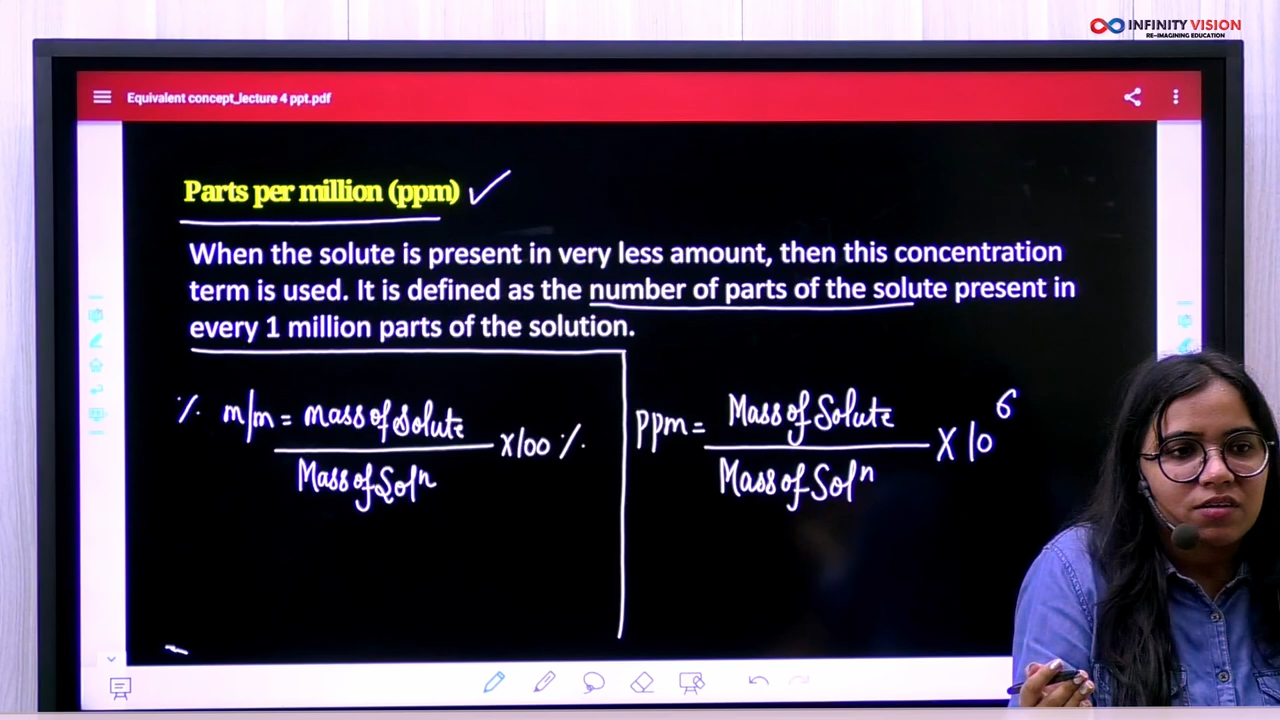 INFINITY VISION
RE-IMAGINING EDUCATION
Equivalent concept_lecture 4 ppt.pdf
Parts per million (ppm) ✓
When the solute is present in very less amount, then this concentration
term is used. It is defined as the number of parts of the solute present in
every 1 million parts of the solution.
% m/m = mass of solute / Mass of Solⁿ X100 %
ppm = Mass of Solute / Mass of Solⁿ X 10⁶